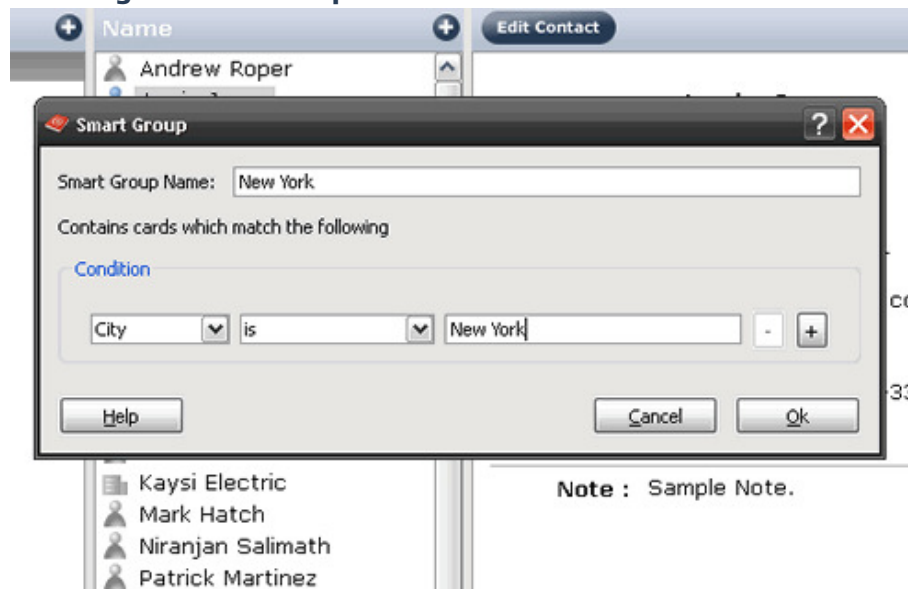 Name
Edit Contact
Andrew Roper
Smart Group
?
Smart Group Name: New York
Contains cards which match the following
Condition
City is New York - +
Help Cancel Ok
Kaysi Electric
Note : Sample Note.
Mark Hatch
Niranjan Salimath
Patrick Martinez